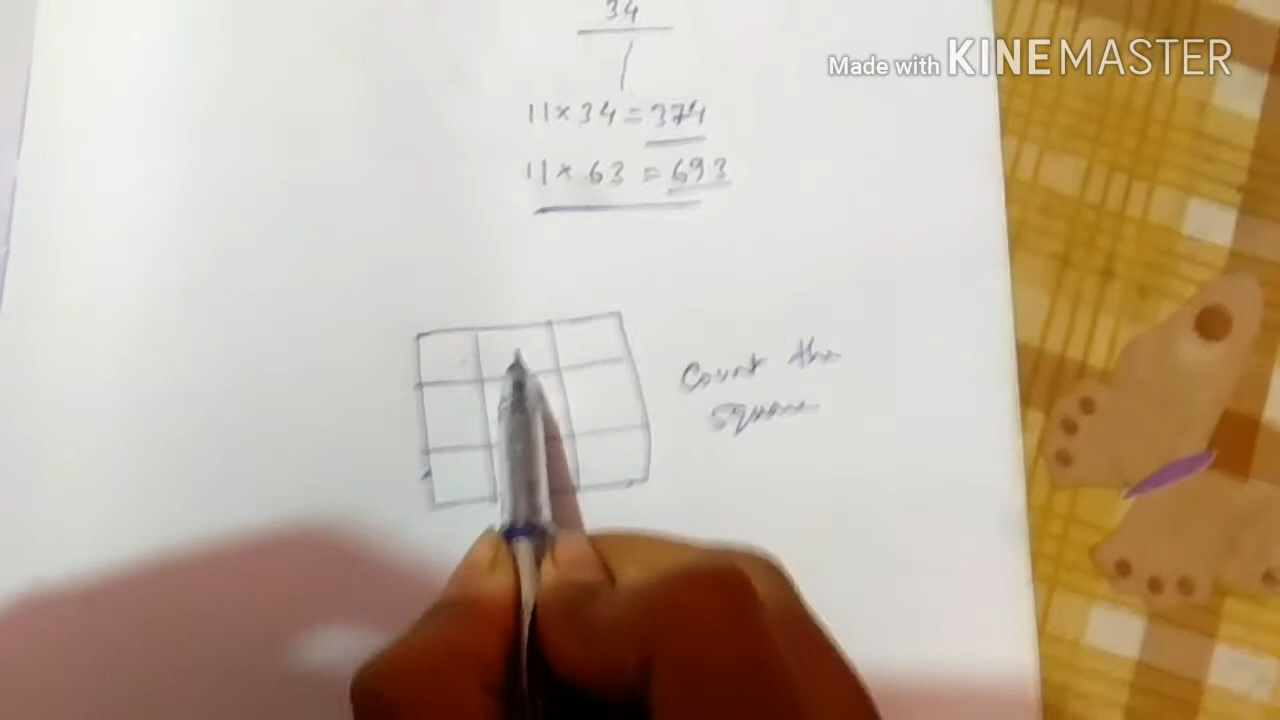 34
Made with KINEMASTER
11×34=374
11×63=693
Count the
square